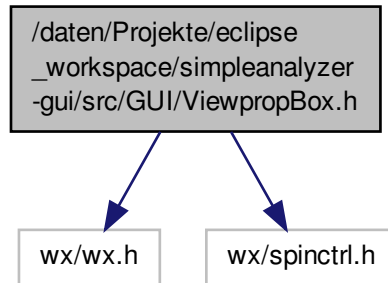 /daten/Projekte/eclipse
_workspace/simpleanalyzer
-gui/src/GUI/ViewpropBox.h
wx/wx.h
wx/spinctrl.h